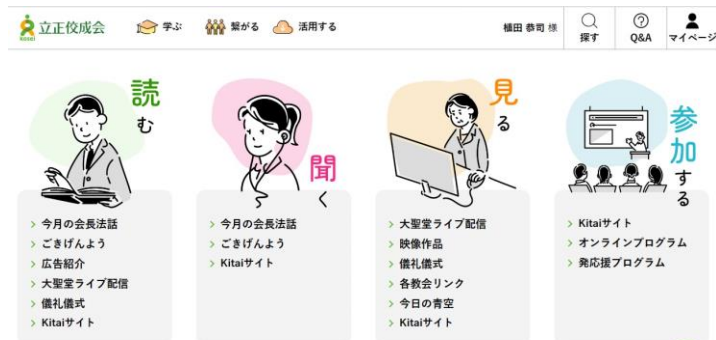 kosei 立正佼成会 学ぶ 繋がる 活用する 植田 恭司 様 探す Q&A マイページ
読む
今月の会長法話
ごきげんよう
広告紹介
大聖堂ライブ配信
儀礼儀式
Kitaiサイト
聞く
今月の会長法話
ごきげんよう
Kitaiサイト
見る
大聖堂ライブ配信
映像作品
儀礼儀式
各教会リンク
今日の青空
Kitaiサイト
参加する
Kitaiサイト
オンラインプログラム
発応援プログラム